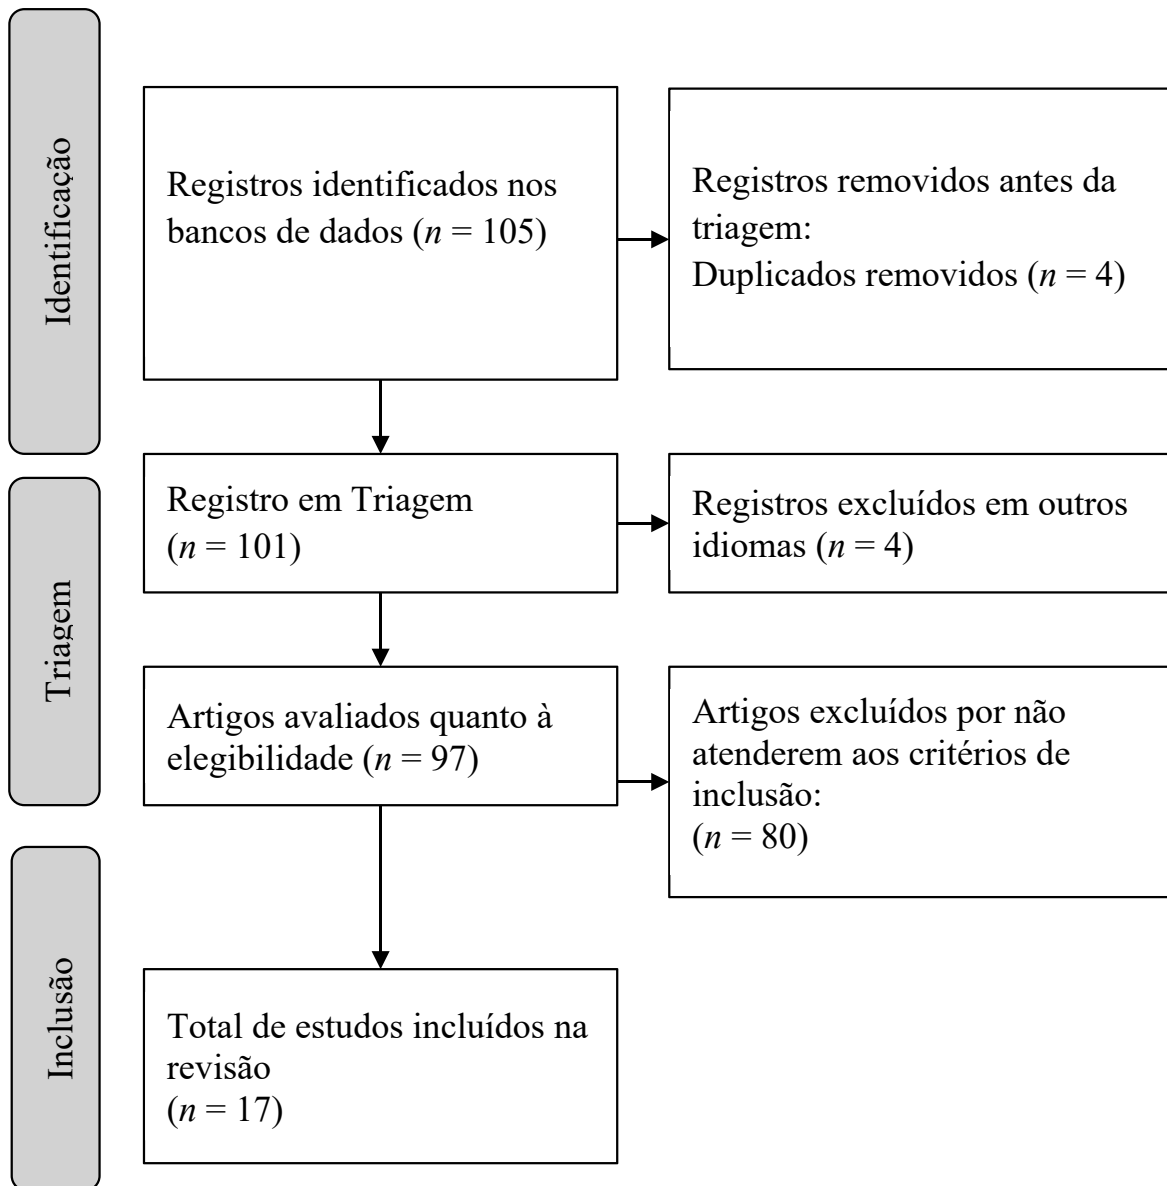 Identificação
Registros identificados nos
bancos de dados (n = 105)
Registros removidos antes da
triagem:
Duplicados removidos (n = 4)
Triagem
Registro em Triagem
(n = 101)
Registros excluídos em outros
idiomas (n = 4)
Artigos avaliados quanto à
elegibilidade (n = 97)
Artigos excluídos por não
atenderem aos critérios de
inclusão:
(n = 80)
Inclusão
Total de estudos incluídos na
revisão
(n = 17)